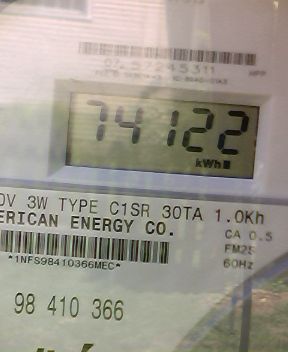 74122
kWh
0V 3W TYPE C1SR 30TA 1.0Kh
ERICAN ENERGY CO.
CA 0.5
*1NFS98410366MEC*
FM2S
60Hz
98 410 366